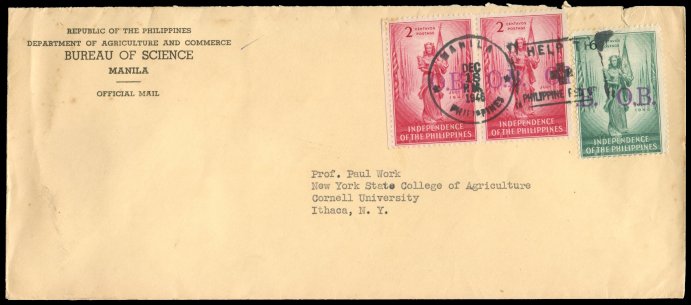 REPUBLIC OF THE PHILIPPINES
DEPARTMENT OF AGRICULTURE AND COMMERCE
BUREAU OF SCIENCE
MANILA
OFFICIAL MAIL
2 CENTAVOS POSTAGE
INDEPENDENCE
OF THE PHILIPPINES
2 CENTAVOS POSTAGE
INDEPENDENCE
OF THE PHILIPPINES
6
INDEPENDENCE
OF THE PHILIPPINES
O.B.
MANILA
DEC
1946
PHILIPPINES
HELP
PHILIPPINE
Prof. Paul Work
New York State College of Agriculture
Cornell University
Ithaca, N. Y.